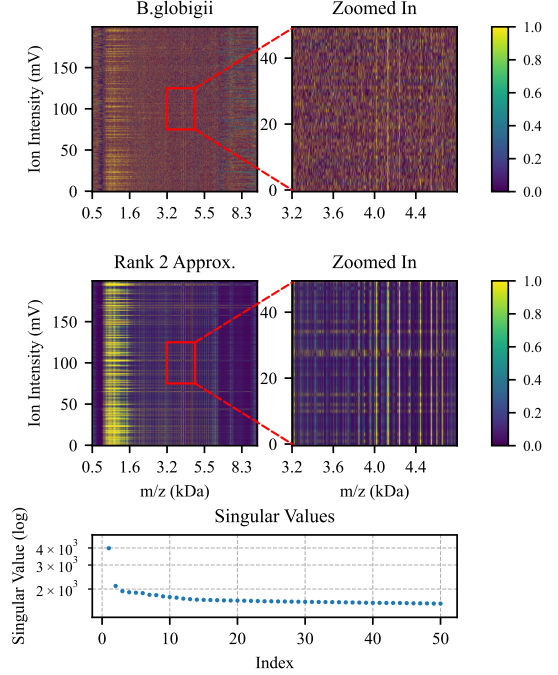 B.globigii
Zoomed In
Ion Intensity (mV)
150
100
50
0
0.5 1.6 3.2 5.5 8.3
40
20
0
3.2 3.6 4.0 4.4
1.0
0.8
0.6
0.4
0.2
0.0
Rank 2 Approx.
Zoomed In
Ion Intensity (mV)
150
100
50
0
0.5 1.6 3.2 5.5 8.3
m/z (kDa)
40
20
0
3.2 3.6 4.0 4.4
m/z (kDa)
1.0
0.8
0.6
0.4
0.2
0.0
Singular Values
Singular Value (log)
4 × 10³
3 × 10³
2 × 10³
0 10 20 30 40 50
Index